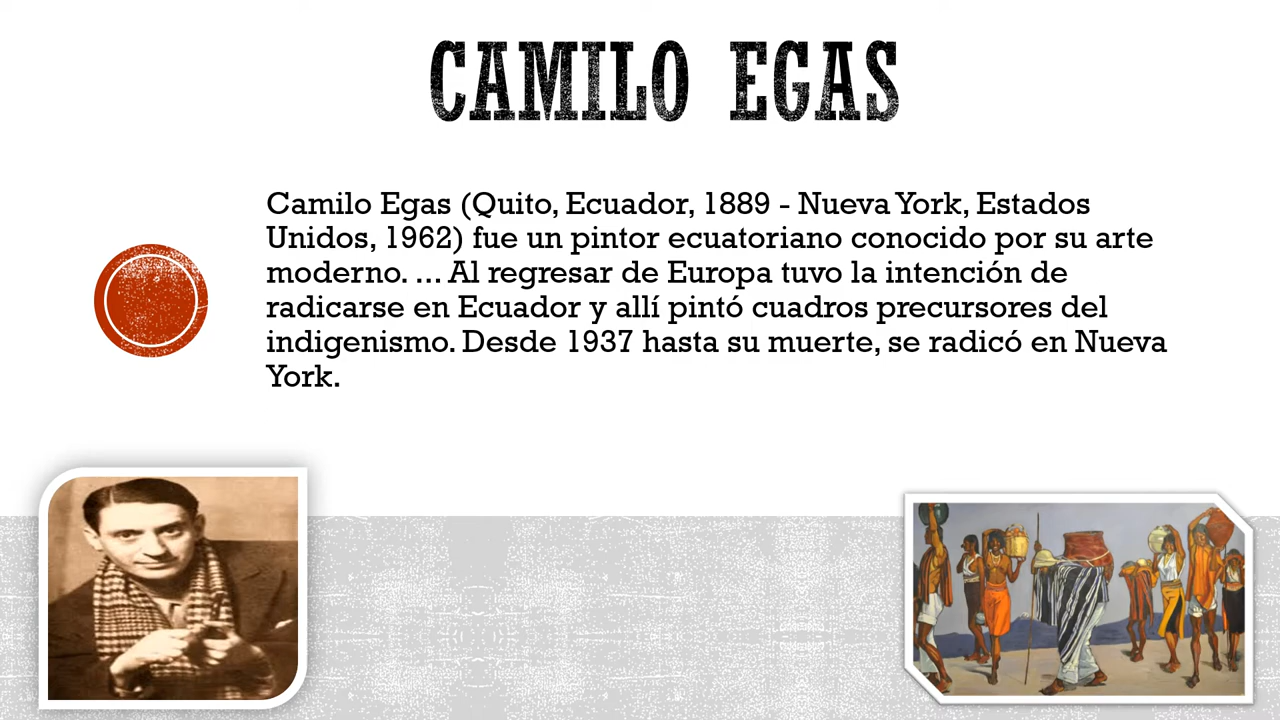 CAMILO EGAS
Camilo Egas (Quito, Ecuador, 1889 - Nueva York, Estados
Unidos, 1962) fue un pintor ecuatoriano conocido por su arte
moderno. ... Al regresar de Europa tuvo la intención de
radicarse en Ecuador y allí pintó cuadros precursores del
indigenismo. Desde 1937 hasta su muerte, se radicó en Nueva
York.